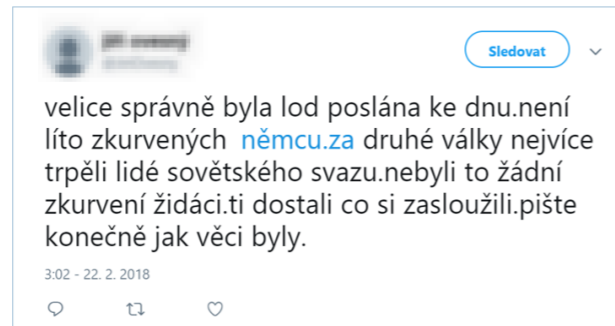 Sledovat
velice správně byla lod poslána ke dnu.není
líto zkurvených němcu.za druhé války nejvíce
trpěli lidé sovětského svazu.nebyli to žádní
zkurvení židáci.ti dostali co si zasloužili.pište
konečně jak věci byly.
3:02 - 22. 2. 2018